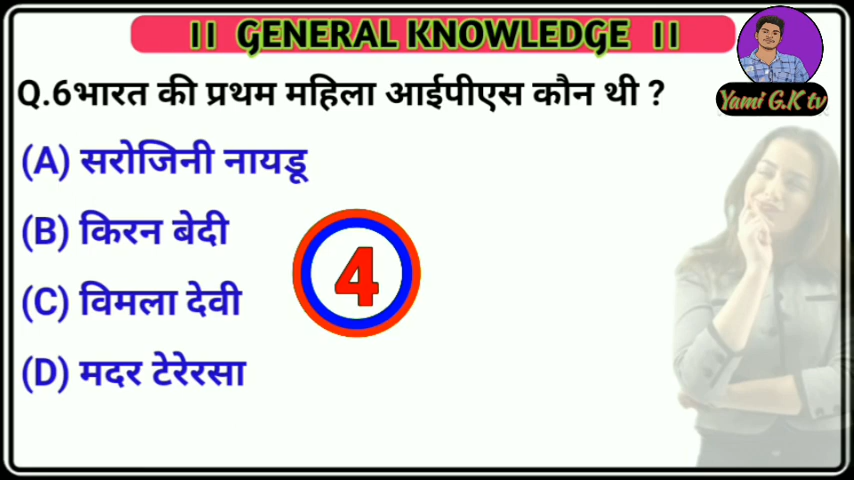 II GENERAL KNOWLEDGE II
Yami G.K tv
Q.6भारत की प्रथम महिला आईपीएस कौन थी ?
(A) सरोजिनी नायडू
(B) किरन बेदी
4
(C) विमला देवी
(D) मदर टेरेरसा